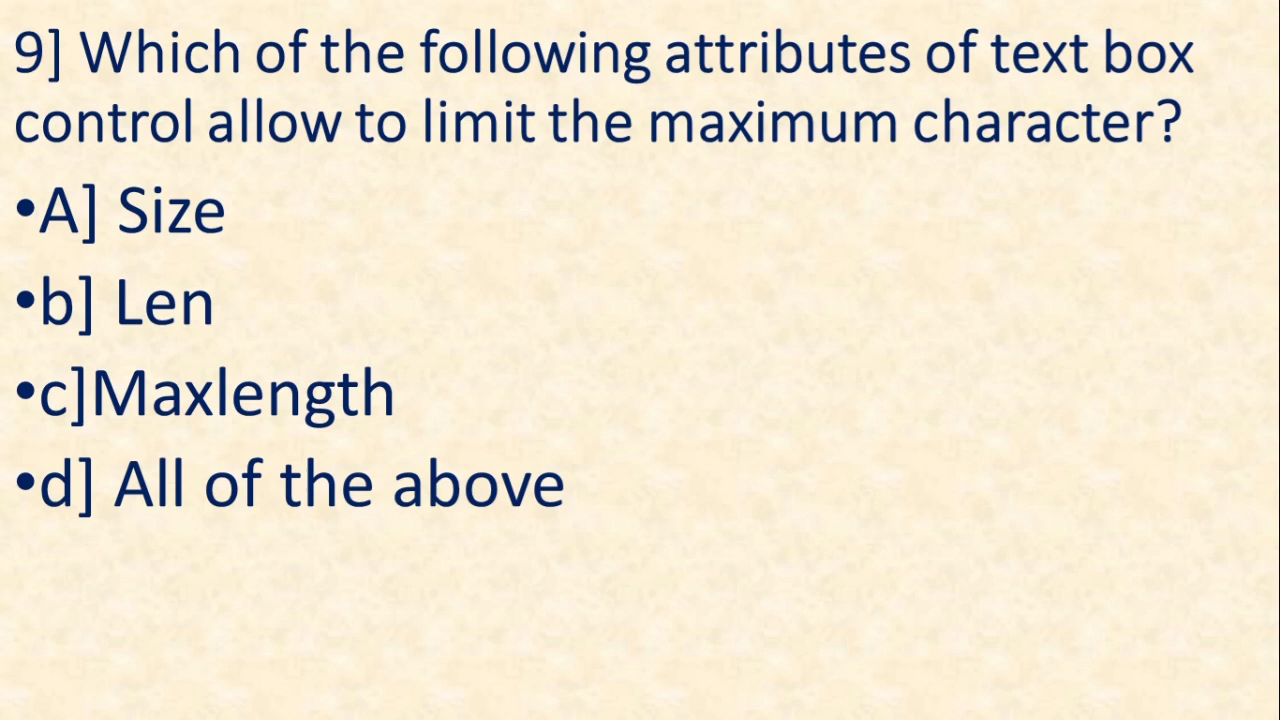 9] Which of the following attributes of text box
control allow to limit the maximum character?
•A] Size
•b] Len
•c]Maxlength
•d] All of the above